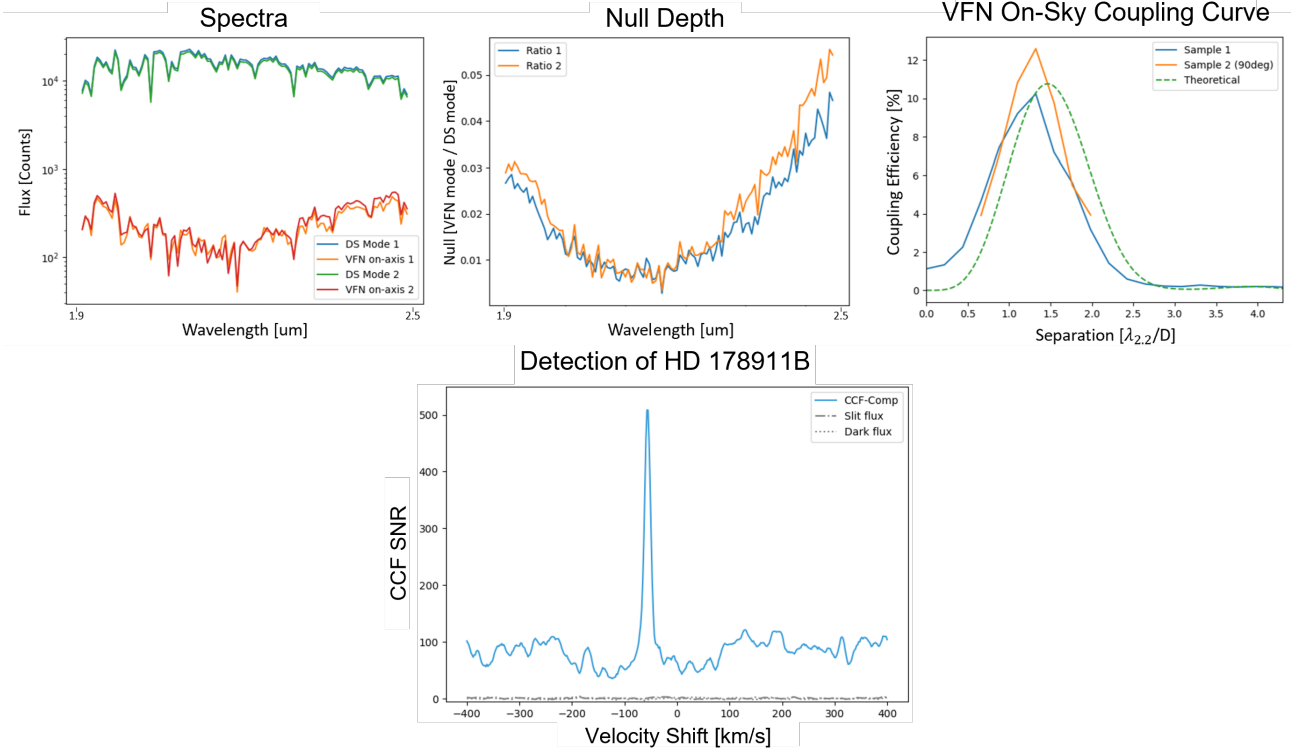 Spectra
Flux [Counts]
10⁴
10³
10²
DS Mode 1
VFN on-axis 1
DS Mode 2
VFN on-axis 2
1.9
2.5
Wavelength [um]
Null Depth
Null [VFN mode / DS mode]
0.05
0.04
0.03
0.02
0.01
Ratio 1
Ratio 2
1.9
2.5
Wavelength [um]
VFN On-Sky Coupling Curve
Coupling Efficiency [%]
12
10
8
6
4
2
0
Sample 1
Sample 2 (90deg)
Theoretical
0.0 0.5 1.0 1.5 2.0 2.5 3.0 3.5 4.0
Separation [λ₂.₂/D]
Detection of HD 178911B
CCF SNR
500
400
300
200
100
0
CCF-Comp
Slit flux
Dark flux
−400 −300 −200 −100 0 100 200 300 400
Velocity Shift [km/s]